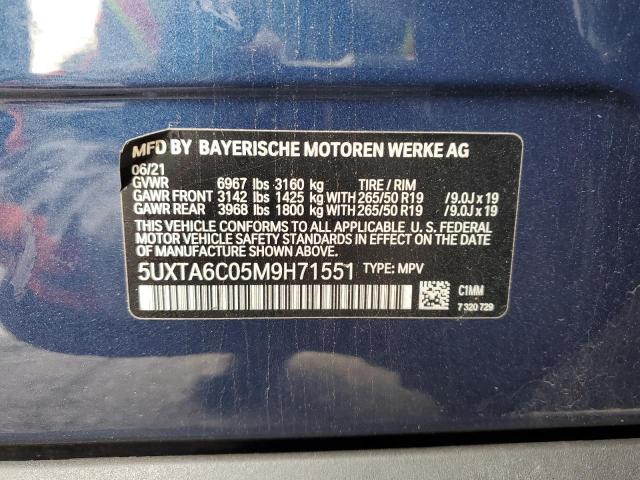 MFD BY BAYERISCHE MOTOREN WERKE AG
06/21
GVWR 6967 lbs 3160 kg TIRE / RIM
GAWR FRONT 3142 lbs 1425 kg WITH 265/50 R19 / 9.0J x 19
GAWR REAR 3968 lbs 1800 kg WITH 265/50 R19 / 9.0J x 19
THIS VEHICLE CONFORMS TO ALL APPLICABLE U. S. FEDERAL
MOTOR VEHICLE SAFETY STANDARDS IN EFFECT ON THE DATE
OF MANUFACTURE SHOWN ABOVE.
5UXTA6C05M9H71551 TYPE: MPV
C1MM
7 320 729